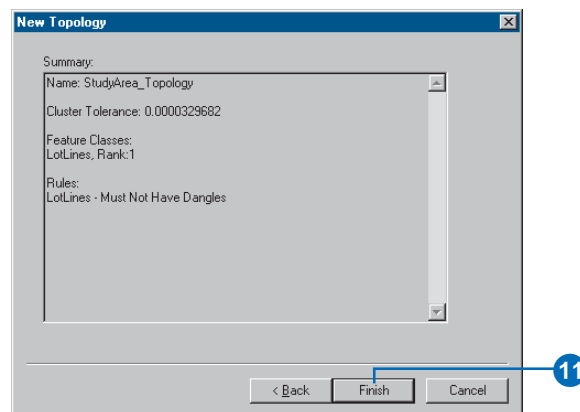 New Topology
Summary:
Name: StudyArea_Topology
Cluster Tolerance: 0.0000329682
Feature Classes:
LotLines, Rank:1
Rules:
LotLines - Must Not Have Dangles
< Back Finish Cancel
11